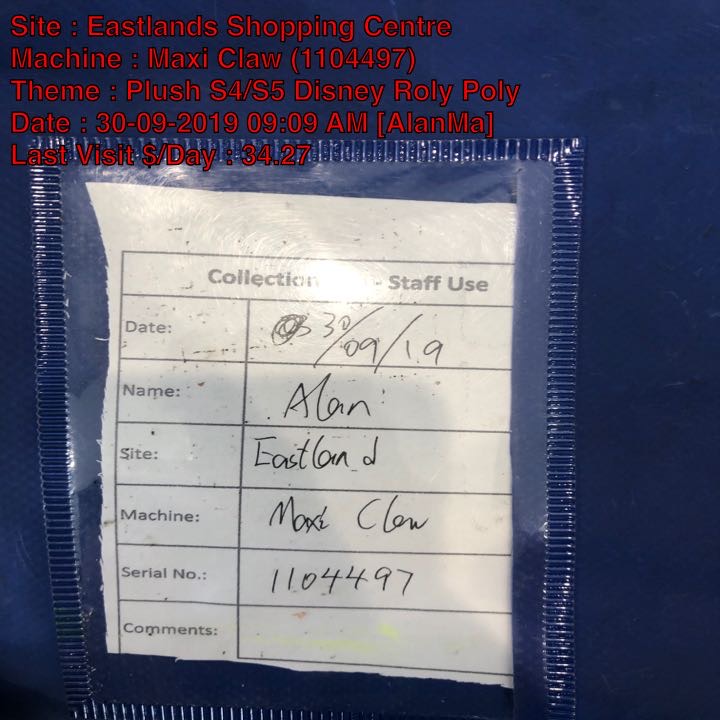 Site : Eastlands Shopping Centre
Machine : Maxi Claw (1104497)
Theme : Plush S4/S5 Disney Roly Poly
Date : 30-09-2019 09:09 AM [AlanMa]
Last Visit $/Day : 34.27
Collection - Staff Use
Date: 30/09/19
Name: Alan
Site: Eastland
Machine: Maxi Claw
Serial No.: 1104497
Comments: